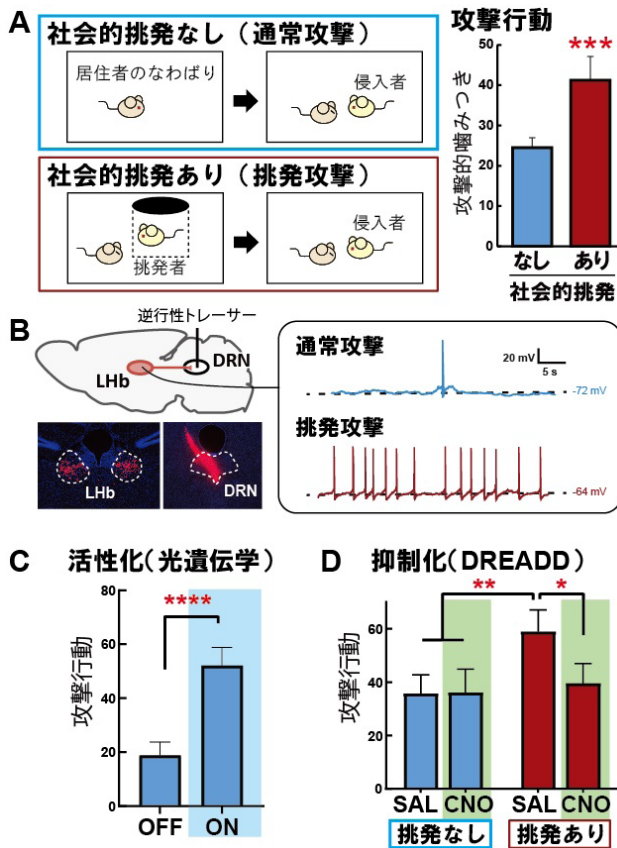 A
社会的挑発なし（通常攻撃）
居住者のなわばり
侵入者
社会的挑発あり（挑発攻撃）
挑発者
侵入者
攻撃行動
***
攻撃的噛みつき
50
40
30
20
10
0
なし あり
社会的挑発
B
逆行性トレーサー
DRN
LHb
LHb
DRN
通常攻撃
20 mV
5 s
-72 mV
挑発攻撃
-64 mV
C 活性化（光遺伝学）
****
攻撃行動
80
60
40
20
0
OFF ON
D 抑制化（DREADD）
** *
攻撃行動
60
40
20
0
SAL CNO SAL CNO
挑発なし 挑発あり